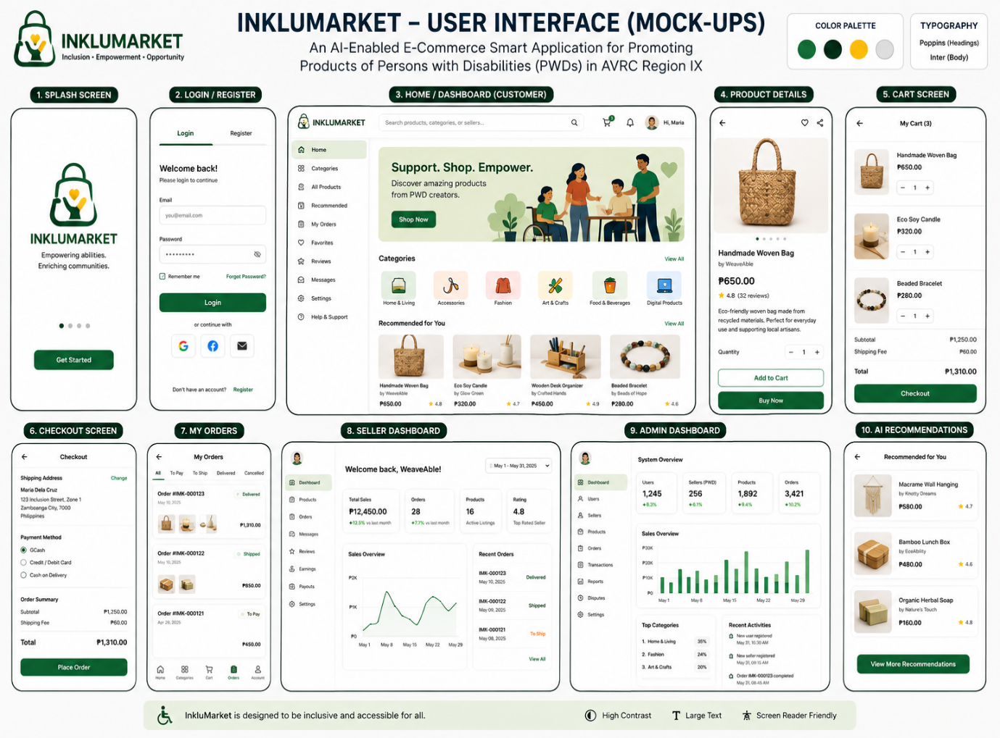 INKLUMARKET
Inclusion • Empowerment • Opportunity
INKLUMARKET – USER INTERFACE (MOCK-UPS)
An AI-Enabled E-Commerce Smart Application for Promoting
Products of Persons with Disabilities (PWDs) in AVRC Region IX
COLOR PALETTE
TYPOGRAPHY
Poppins (Headings)
Inter (Body)
1. SPLASH SCREEN
INKLUMARKET
Empowering abilities.
Enriching communities.
Get Started
2. LOGIN / REGISTER
Login Register
Welcome back!
Please login to continue
Email
you@email.com
Password
Remember me Forgot Password?
Login
or continue with
Don't have an account? Register
3. HOME / DASHBOARD (CUSTOMER)
INKLUMARKET
Search products, categories, or sellers...
3
Hi, Maria
Home
Categories
All Products
Recommended
My Orders
Favorites
Reviews
Messages
Settings
Help & Support
Support. Shop. Empower.
Discover amazing products
from PWD creators.
Shop Now
Categories View All
Home & Living Accessories Fashion Art & Crafts Food & Beverages Digital Products
Recommended for You View All
Handmade Woven Bag
by WeaveAble
₱650.00 4.8
Eco Soy Candle
by Glow Green
₱320.00 4.7
Wooden Desk Organizer
by Crafted Hands
₱450.00 4.9
Beaded Bracelet
by Beads of Hope
₱280.00 4.6
4. PRODUCT DETAILS
Handmade Woven Bag
by WeaveAble
₱650.00
4.8 (32 reviews)
Eco-friendly woven bag made from
recycled materials. Perfect for everyday
use and supporting local artisans.
Quantity − 1 +
Add to Cart
Buy Now
5. CART SCREEN
My Cart (3)
Handmade Woven Bag
₱650.00
− 1 +
Eco Soy Candle
₱320.00
− 1 +
Beaded Bracelet
₱280.00
− 1 +
Subtotal ₱1,250.00
Shipping Fee ₱60.00
Total ₱1,310.00
Checkout
6. CHECKOUT SCREEN
Checkout
Shipping Address Change
Maria Dela Cruz
123 Inclusion Street, Zone 1
Zamboanga City, 7000
Philippines
Payment Method
GCash
Credit / Debit Card
Cash on Delivery
Order Summary
Subtotal ₱1,250.00
Shipping Fee ₱60.00
Total ₱1,310.00
Place Order
7. MY ORDERS
My Orders
All To Pay To Ship Delivered Cancelled
Order #IMK-000123 Delivered
May 10, 2025
₱1,310.00
Order #IMK-000122 Shipped
May 10, 2025
₱850.00
Order #IMK-000121 To Pay
Apr 28, 2025
₱450.00
Home Categories Cart Orders Account
8. SELLER DASHBOARD
Dashboard
Products
Orders
Messages
Reviews
Earnings
Payouts
Settings
Welcome back, WeaveAble!
May 1 - May 31, 2025
Total Sales
₱12,450.00
+12.5% vs last month
Orders
28
+7.7% vs last month
Products
16
Active Listings
Rating
4.8
Top Rated Seller
Sales Overview
₱2K
₱1K
₱0
May 1 May 8 May 15 May 22 May 29
Recent Orders
IMK-000123
May 10, 2025 Delivered
IMK-000122
May 09, 2025 Shipped
IMK-000121
May 08, 2025 To Ship
View All
9. ADMIN DASHBOARD
Dashboard
Users
Sellers
Products
Orders
Transactions
Reports
Disputes
Settings
System Overview
Users
1,245
+8.3%
Sellers (PWD)
256
+6.1%
Products
1,892
+9.4%
Orders
3,421
+10.2%
Sales Overview
₱30K
₱20K
₱10K
₱0
May 1 May 8 May 15 May 22 May 29
Top Categories
1. Home & Living 35%
2. Fashion 24%
3. Art & Crafts 20%
Recent Activities
New user registered
May 31, 10:30 AM
New seller registered
May 31, 09:15 AM
Order IMK-000123 completed
May 31, 08:45 AM
10. AI RECOMMENDATIONS
Recommended for You
Macrame Wall Hanging
by Knotty Dreams
₱580.00 4.7
Bamboo Lunch Box
by EcoAbility
₱480.00 4.6
Organic Herbal Soap
by Nature's Touch
₱160.00 4.8
View More Recommendations
InkluMarket is designed to be inclusive and accessible for all.
High Contrast
T Large Text
Screen Reader Friendly